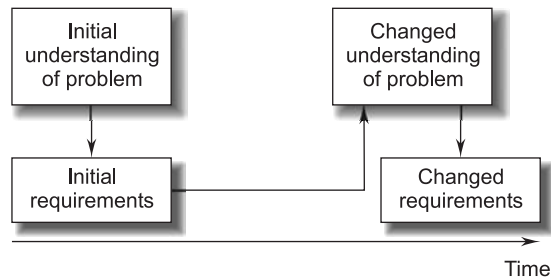 Initial
understanding
of problem
Changed
understanding
of problem
Initial
requirements
Changed
requirements
Time